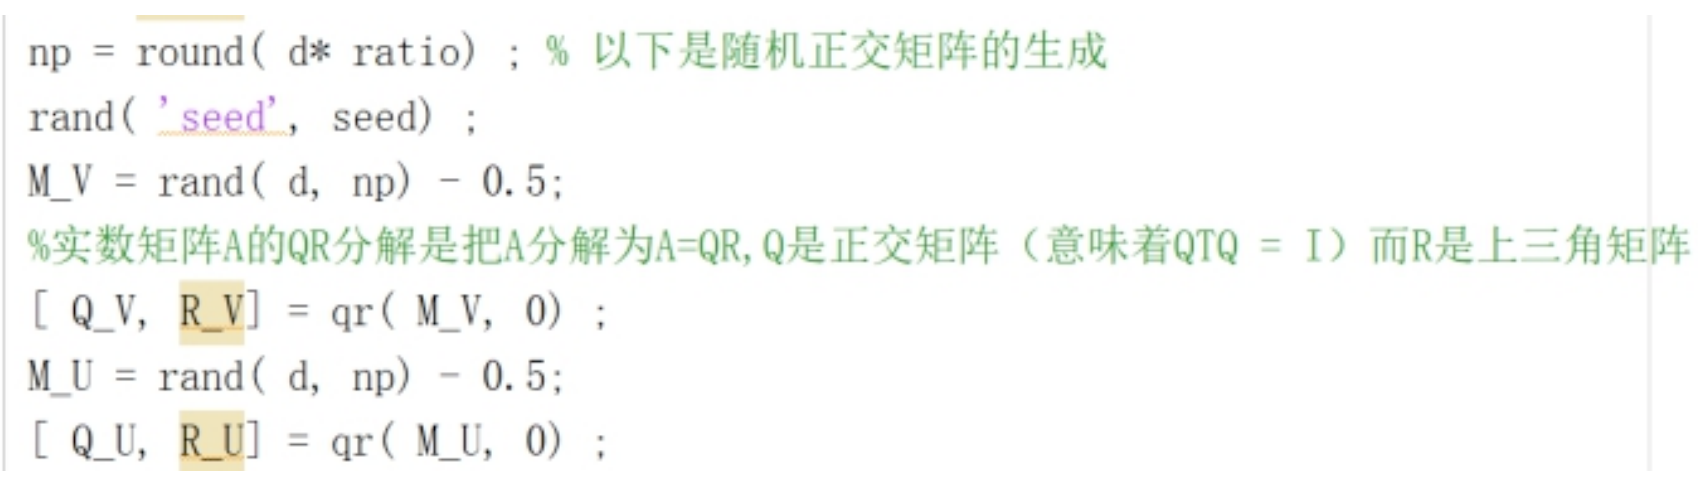 np = round( d* ratio) ; % 以下是随机正交矩阵的生成
rand( 'seed', seed) ;
M_V = rand( d, np) - 0.5;
%实数矩阵A的QR分解是把A分解为A=QR,Q是正交矩阵（意味着QTQ = I）而R是上三角矩阵
[ Q_V, R_V] = qr( M_V, 0) ;
M_U = rand( d, np) - 0.5;
[ Q_U, R_U] = qr( M_U, 0) ;